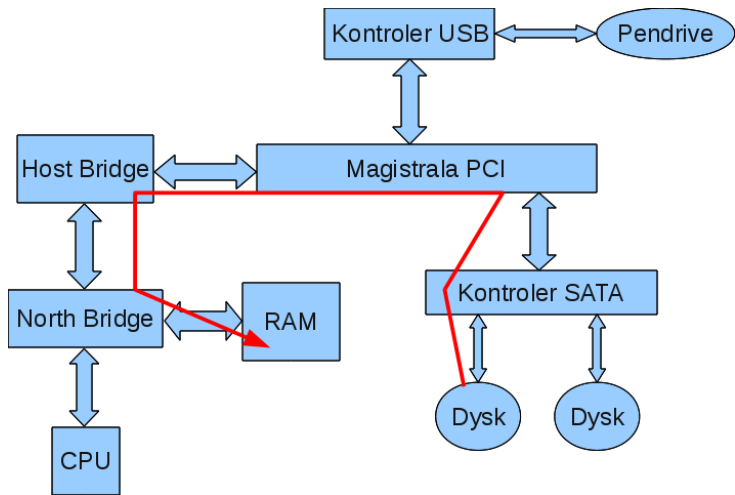 Kontroler USB
Pendrive
Host Bridge
Magistrala PCI
North Bridge
RAM
Kontroler SATA
Dysk
Dysk
CPU